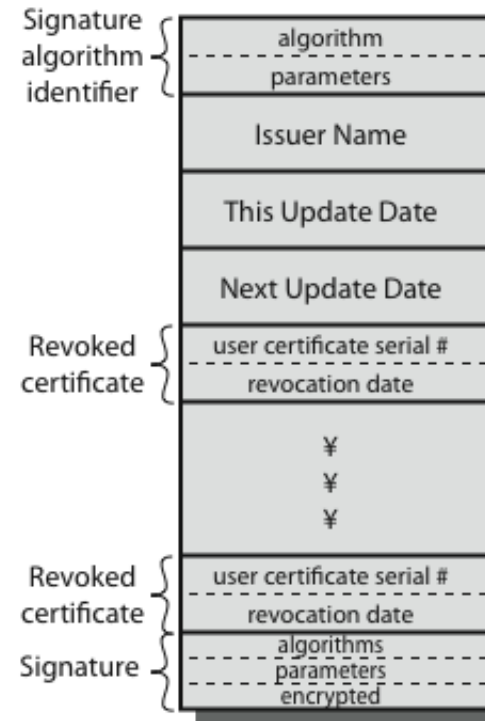 Signature
algorithm
identifier
algorithm
parameters
Issuer Name
This Update Date
Next Update Date
Revoked
certificate
user certificate serial #
revocation date
¥
¥
¥
Revoked
certificate
user certificate serial #
revocation date
Signature
algorithms
parameters
encrypted